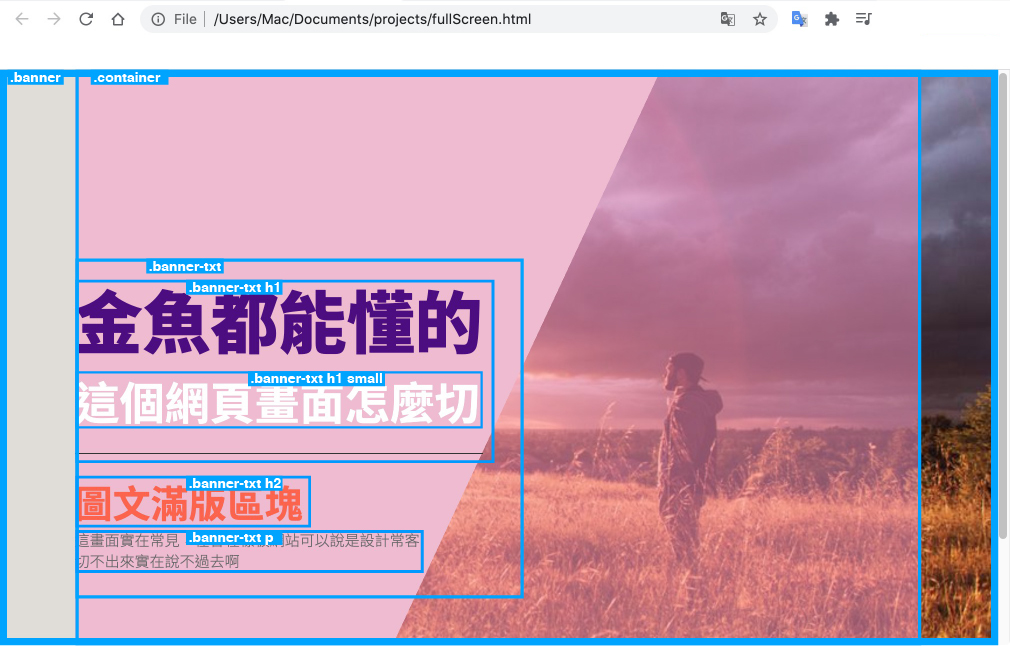 File | /Users/Mac/Documents/projects/fullScreen.html
.banner .container
.banner-txt
.banner-txt h1
金魚都能懂的
.banner-txt h1 small
這個網頁畫面怎麼切
.banner-txt h2
圖文滿版區塊
.banner-txt p
這畫面實在常見 網站可以說是設計常客
切不出來實在說不過去啊